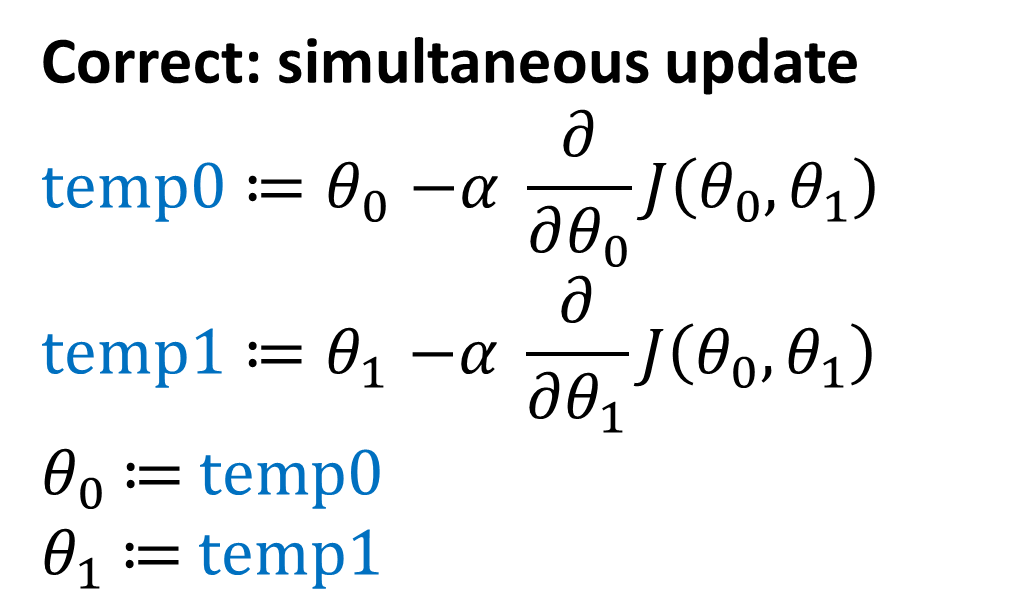 Correct: simultaneous update
temp0 ≔ θ₀ −α ∂/∂θ₀ J(θ₀, θ₁)
temp1 ≔ θ₁ −α ∂/∂θ₁ J(θ₀, θ₁)
θ₀ ≔ temp0
θ₁ ≔ temp1